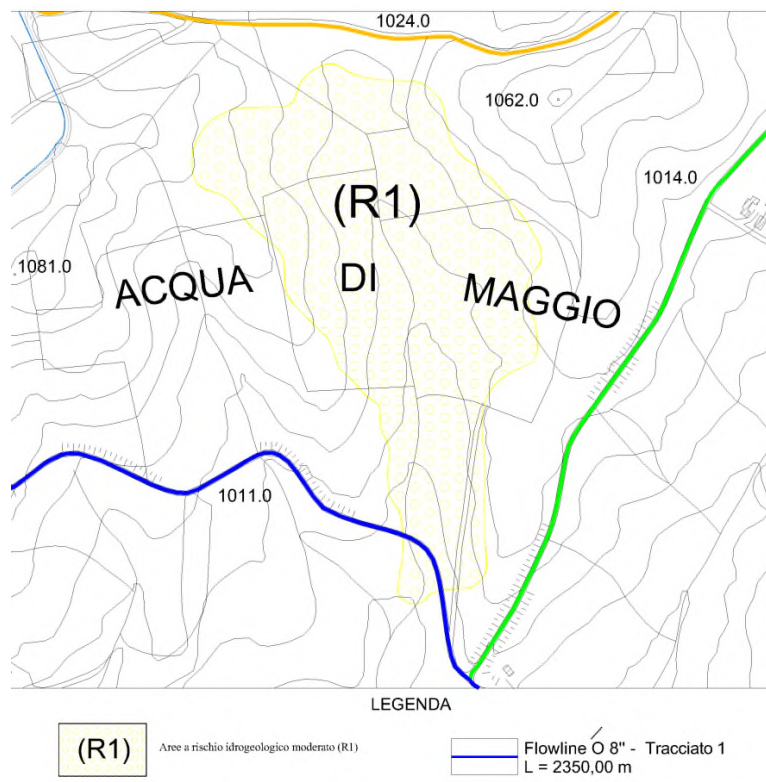 1024.0
1062.0
1014.0
(R1)
1081.0
ACQUA DI MAGGIO
1011.0
LEGENDA
(R1) Aree a rischio idrogeologico moderato (R1)
Flowline O 8" - Tracciato 1
L = 2350,00 m